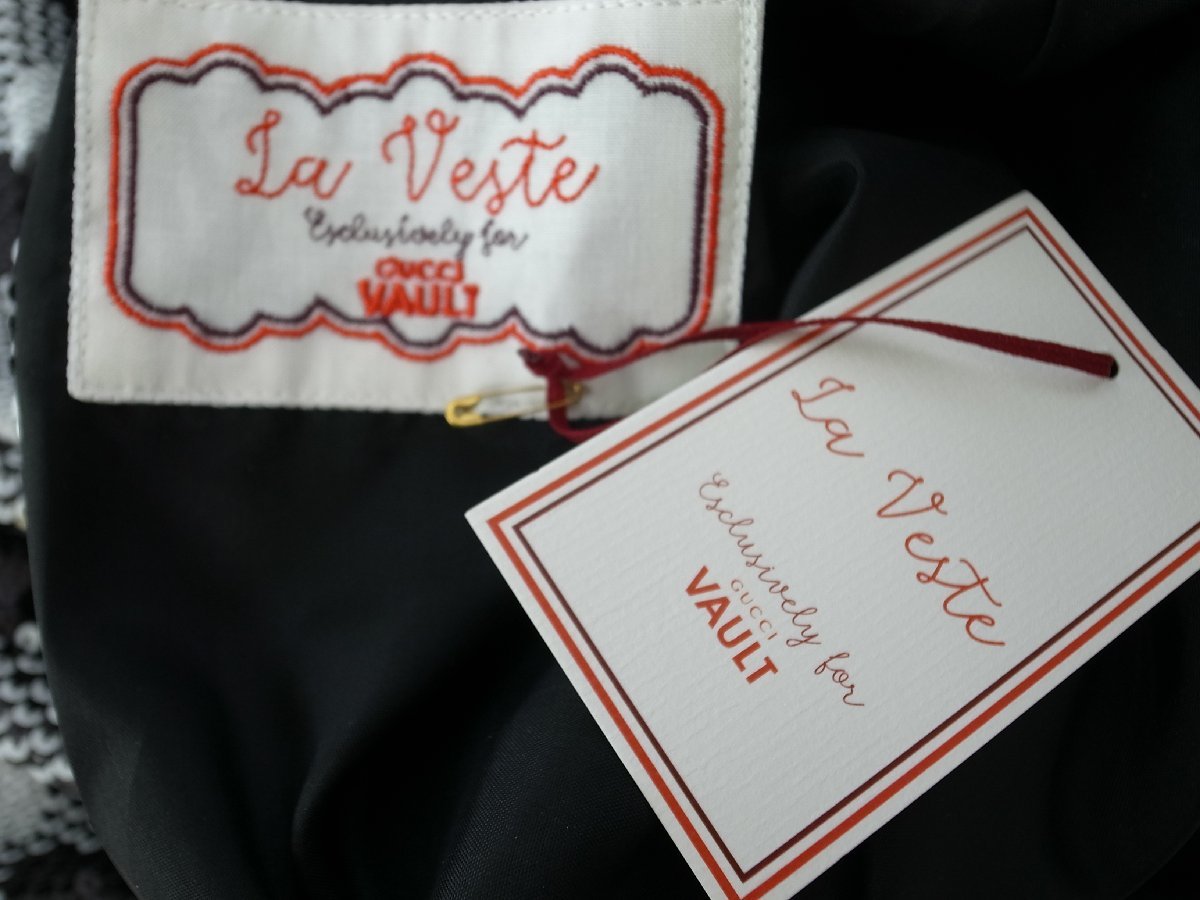 La Veste
Exclusively for
GUCCI
VAULT
La Veste
Exclusively for
GUCCI
VAULT